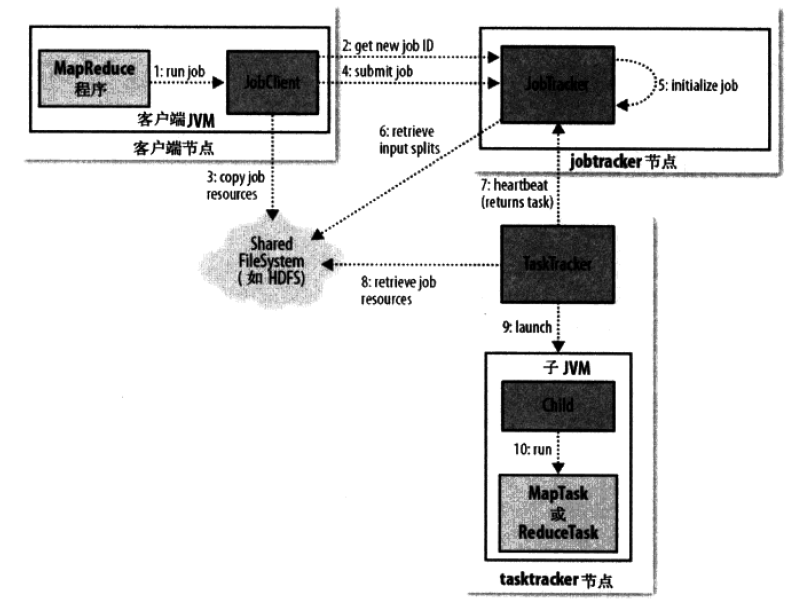 MapReduce
程序
1: run job
JobClient
客户端 JVM
客户端节点
2: get new job ID
4: submit job
JobTracker
5: initialize job
jobtracker 节点
3: copy job
resources
6: retrieve
input splits
7: heartbeat
(returns task)
Shared
FileSystem
( 如 HDFS)
8: retrieve job
resources
TaskTracker
9: launch
子 JVM
Child
10: run
MapTask
或
ReduceTask
tasktracker 节点